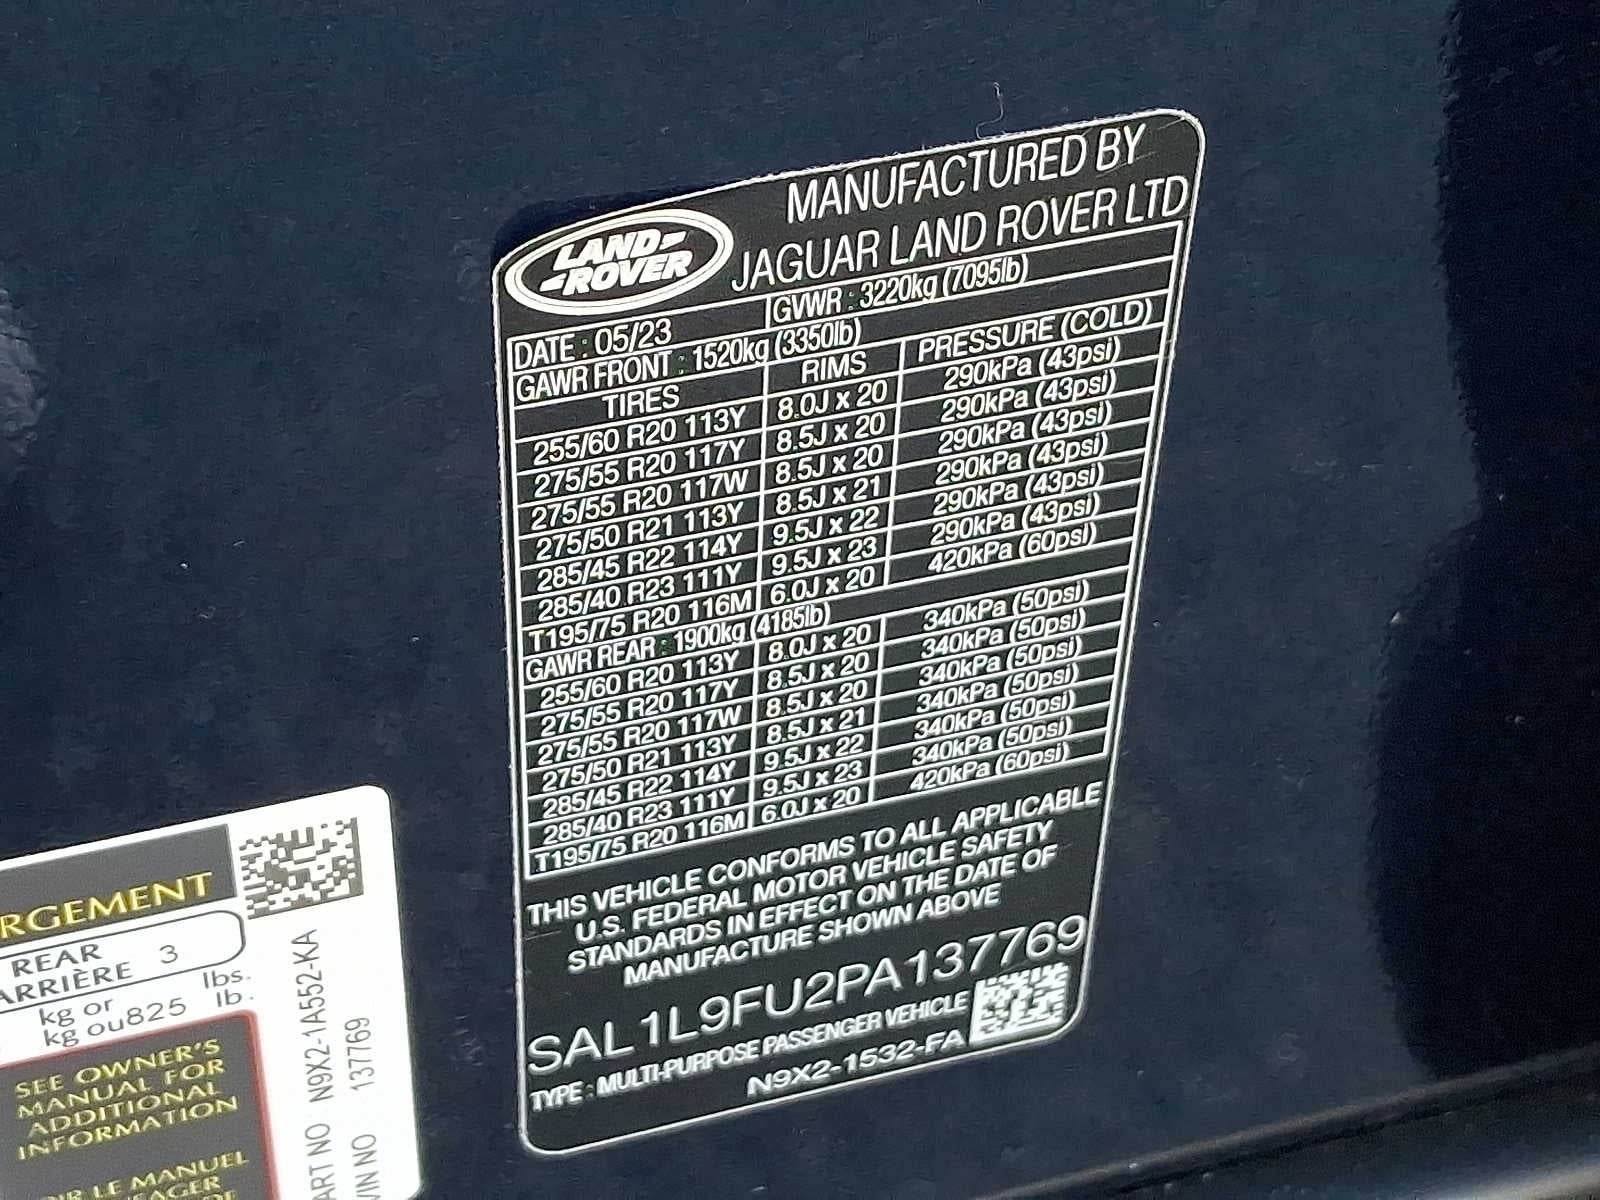 LAND ROVER
MANUFACTURED BY
JAGUAR LAND ROVER LTD
DATE : 05/23 GVWR : 3220kg (7095lb)
GAWR FRONT : 1520kg (3350lb)
TIRES RIMS PRESSURE (COLD)
255/60 R20 113Y 8.0J x 20 290kPa (43psi)
275/55 R20 117Y 8.5J x 20 290kPa (43psi)
275/55 R20 117W 8.5J x 20 290kPa (43psi)
275/50 R21 113Y 8.5J x 21 290kPa (43psi)
285/45 R22 114Y 9.5J x 22 290kPa (43psi)
285/40 R23 111Y 9.5J x 23 290kPa (43psi)
T195/75 R20 116M 6.0J x 20 420kPa (60psi)
GAWR REAR : 1900kg (4185lb)
255/60 R20 113Y 8.0J x 20 340kPa (50psi)
275/55 R20 117Y 8.5J x 20 340kPa (50psi)
275/55 R20 117W 8.5J x 20 340kPa (50psi)
275/50 R21 113Y 8.5J x 21 340kPa (50psi)
285/45 R22 114Y 9.5J x 22 340kPa (50psi)
285/40 R23 111Y 9.5J x 23 340kPa (50psi)
T195/75 R20 116M 6.0J x 20 420kPa (60psi)
THIS VEHICLE CONFORMS TO ALL APPLICABLE
U.S. FEDERAL MOTOR VEHICLE SAFETY
STANDARDS IN EFFECT ON THE DATE OF
MANUFACTURE SHOWN ABOVE
SAL1L9FU2PA137769
TYPE : MULTI-PURPOSE PASSENGER VEHICLE
N9X2-1532-FA
RGEMENT
REAR 3
ARRIÈRE
kg or lbs.
kg ou 825 lb.
SEE OWNER'S
MANUAL FOR
ADDITIONAL
INFORMATION
OIR LE MANUEL
ART NO N9X2-1A552-KA
VIN NO 137769